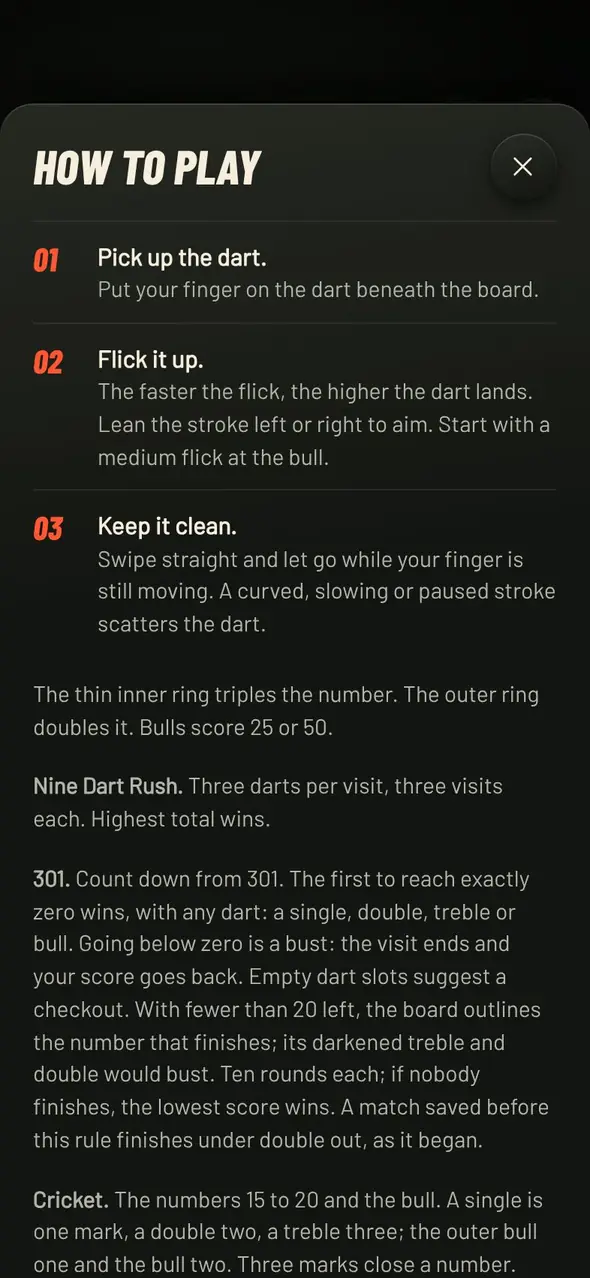 HOW TO PLAY
01
Pick up the dart.
Put your finger on the dart beneath the board.
02
Flick it up.
The faster the flick, the higher the dart lands.
Lean the stroke left or right to aim. Start with a
medium flick at the bull.
03
Keep it clean.
Swipe straight and let go while your finger is
still moving. A curved, slowing or paused stroke
scatters the dart.
The thin inner ring triples the number. The outer ring
doubles it. Bulls score 25 or 50.
Nine Dart Rush. Three darts per visit, three visits
each. Highest total wins.
301. Count down from 301. The first to reach exactly
zero wins, with any dart: a single, double, treble or
bull. Going below zero is a bust: the visit ends and
your score goes back. Empty dart slots suggest a
checkout. With fewer than 20 left, the board outlines
the number that finishes; its darkened treble and
double would bust. Ten rounds each; if nobody
finishes, the lowest score wins. A match saved before
this rule finishes under double out, as it began.
Cricket. The numbers 15 to 20 and the bull. A single is
one mark, a double two, a treble three; the outer bull
one and the bull two. Three marks close a number.